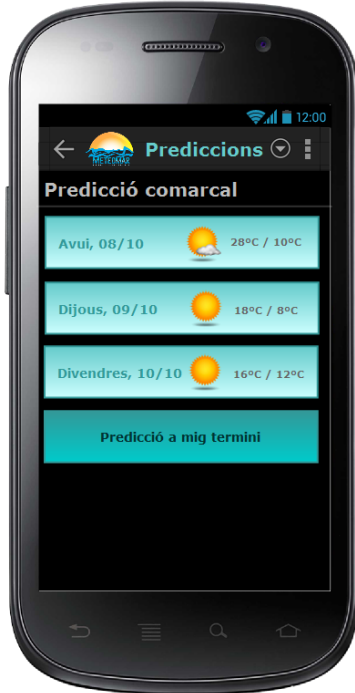 12:00
METEOMAR
Prediccions
Predicció comarcal
Avui, 08/10
28ºC / 10ºC
Dijous, 09/10
18ºC / 8ºC
Divendres, 10/10
16ºC / 12ºC
Predicció a mig termini